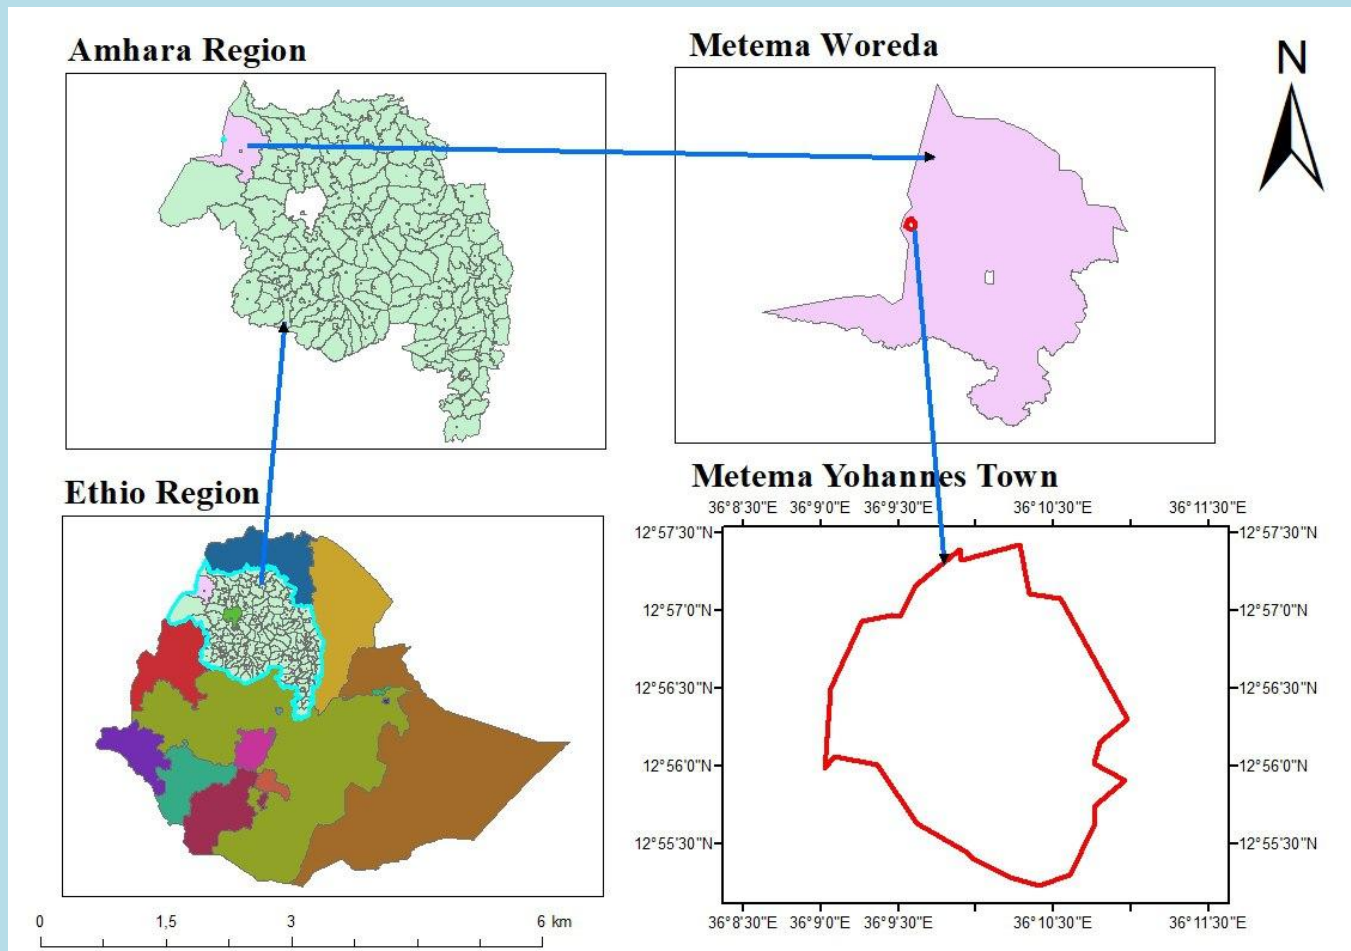 Amhara Region
Metema Woreda
N
Ethio Region
Metema Yohannes Town
36°8'30"E 36°9'0"E 36°9'30"E 36°10'30"E 36°11'30"E
12°57'30"N 12°57'30"N
12°57'0"N 12°57'0"N
12°56'30"N 12°56'30"N
12°56'0"N 12°56'0"N
12°55'30"N 12°55'30"N
36°8'30"E 36°9'0"E 36°9'30"E 36°10'30"E 36°11'30"E
0 1,5 3 6 km